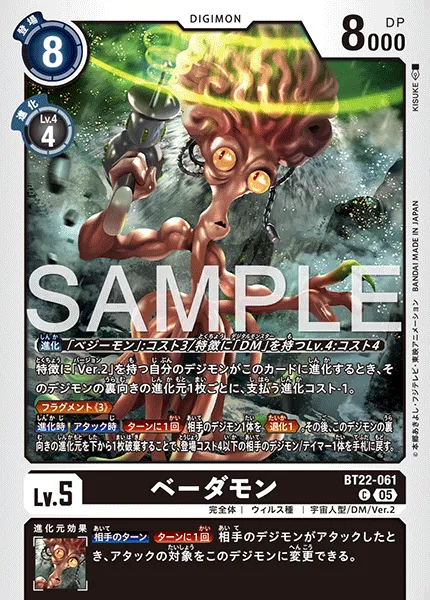 登場
とうじょう
8
DIGIMON
8000
DP
進化
しんか
Lv.4
4
KISUKE
BANDAI MADE IN JAPAN
© 本郷あきよし・フジテレビ・東映アニメーション
SAMPLE
進化 「ベジーモン」:コスト3/特徴に「DM」を持つLv.4:コスト4
特徴に「Ver.2」を持つ自分のデジモンがこのカードに進化するとき、そ
のデジモンの裏向きの進化元1枚ごとに、支払う進化コスト-1。
フラグメント⟨3⟩
進化時 アタック時 ターンに1回 相手のデジモン1体を 退化1 。その後、このデジモンの裏
向きの進化元を下から1枚破棄することで、登場コスト4以下の相手のデジモン/テイマー1体を手札に戻す。
Lv.5
ベーダモン
BT22-061
C 05
完全体 | ウィルス種 | 宇宙人型/DM/Ver.2
進化元効果
相手のターン ターンに1回 相手のデジモンがアタックしたと
き、アタックの対象をこのデジモンに変更できる。